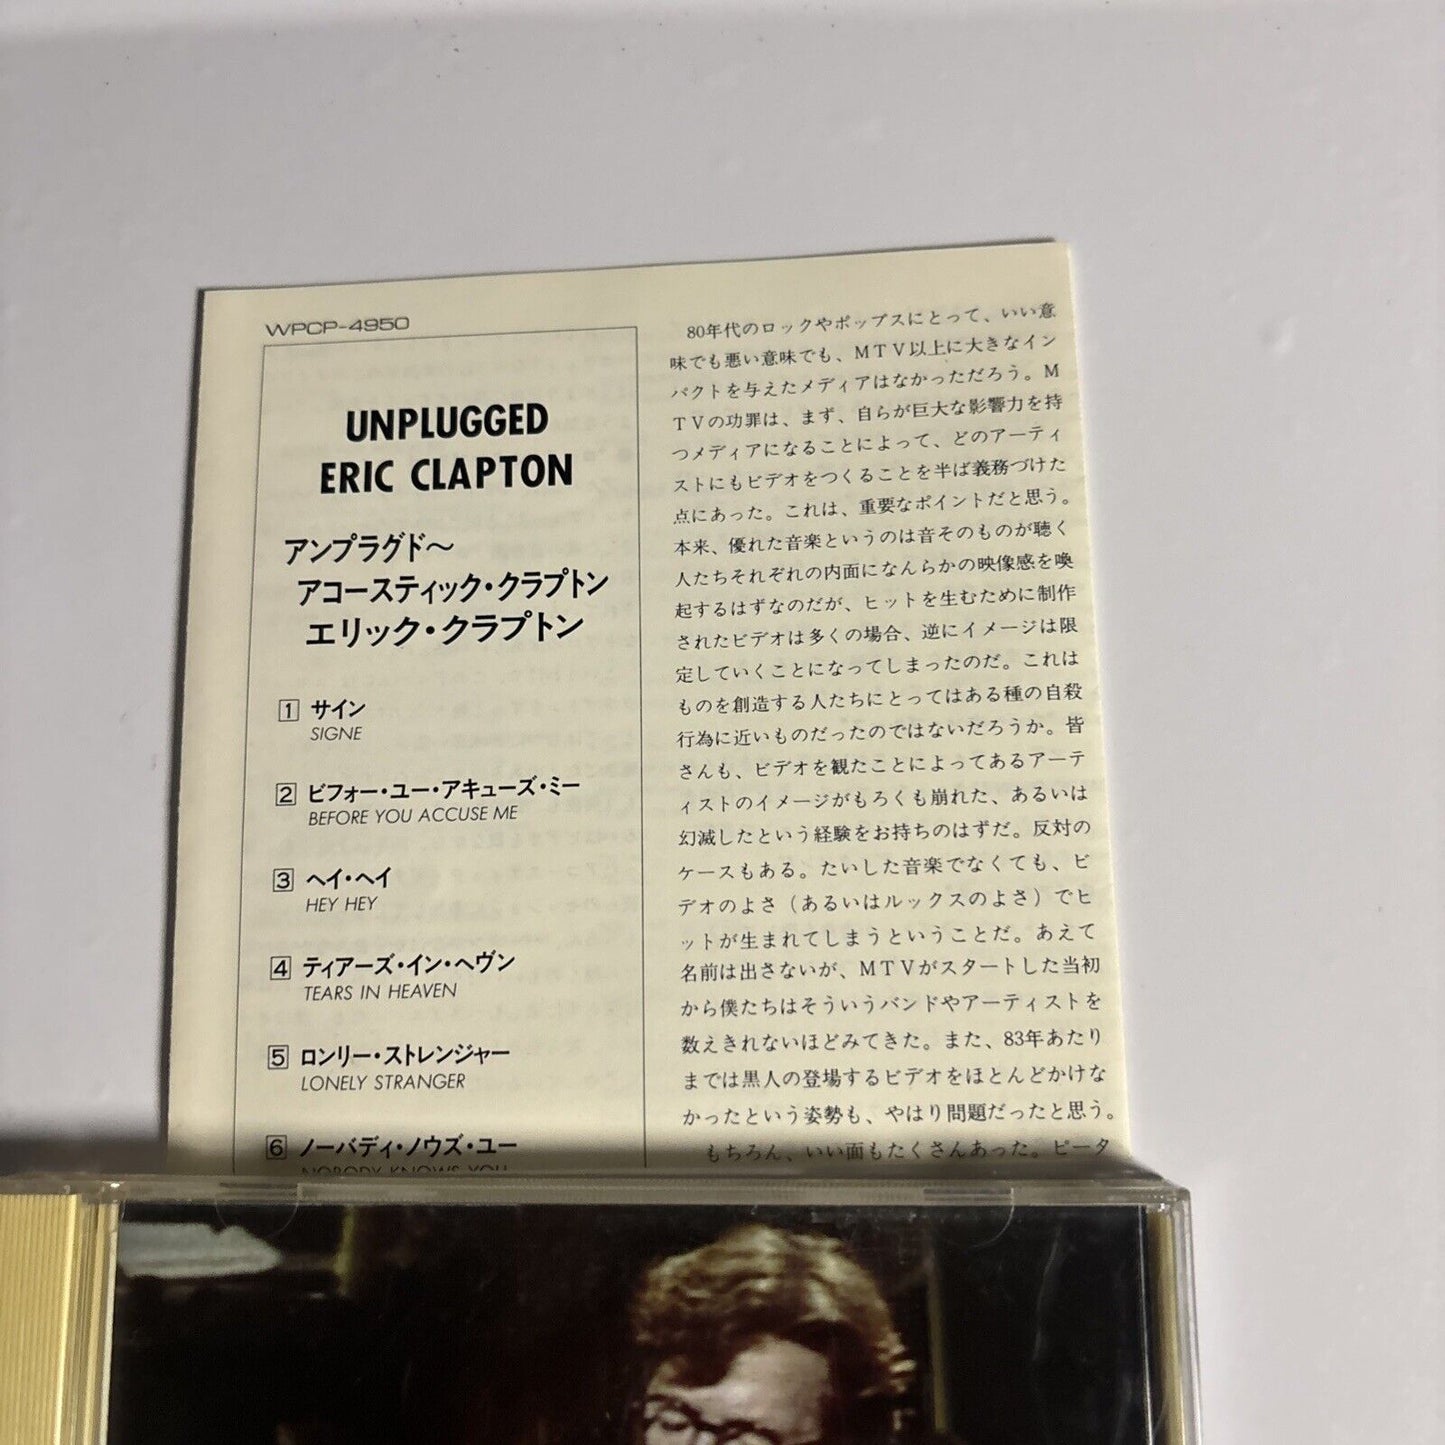 WPCP-4950
UNPLUGGED
ERIC CLAPTON
アンプラグド〜
アコースティック・クラプトン
エリック・クラプトン
1 サイン
SIGNE
2 ビフォー・ユー・アキューズ・ミー
BEFORE YOU ACCUSE ME
3 ヘイ・ヘイ
HEY HEY
4 ティアーズ・イン・ヘヴン
TEARS IN HEAVEN
5 ロンリー・ストレンジャー
LONELY STRANGER
6 ノーバディ・ノウズ・ユー
NOBODY KNOWS YOU
80年代のロックやポップスにとって、いい意
味でも悪い意味でも、MTV以上に大きなイン
パクトを与えたメディアはなかっただろう。M
TVの功罪は、まず、自らが巨大な影響力を持
つメディアになることによって、どのアーティ
ストにもビデオをつくることを半ば義務づけた
点にあった。これは、重要なポイントだと思う。
本来、優れた音楽というのは音そのものが聴く
人たちそれぞれの内面になんらかの映像感を喚
起するはずなのだが、ヒットを生むために制作
されたビデオは多くの場合、逆にイメージは限
定していくことになってしまったのだ。これは
ものを創造する人たちにとってはある種の自殺
行為に近いものだったのではないだろうか。皆
さんも、ビデオを観たことによってあるアーテ
ィストのイメージがもろくも崩れた、あるいは
幻滅したという経験をお持ちのはずだ。反対の
ケースもある。たいした音楽でなくても、ビ
デオのよさ（あるいはルックスのよさ）でヒ
ットが生まれてしまうということだ。あえて
名前は出さないが、MTVがスタートした当初
から僕たちはそういうバンドやアーティストを
数えきれないほどみてきた。また、83年あたり
までは黒人の登場するビデオをほとんどかけな
かったという姿勢も、やはり問題だったと思う。
もちろん、いい面もたくさんあった。ピータ